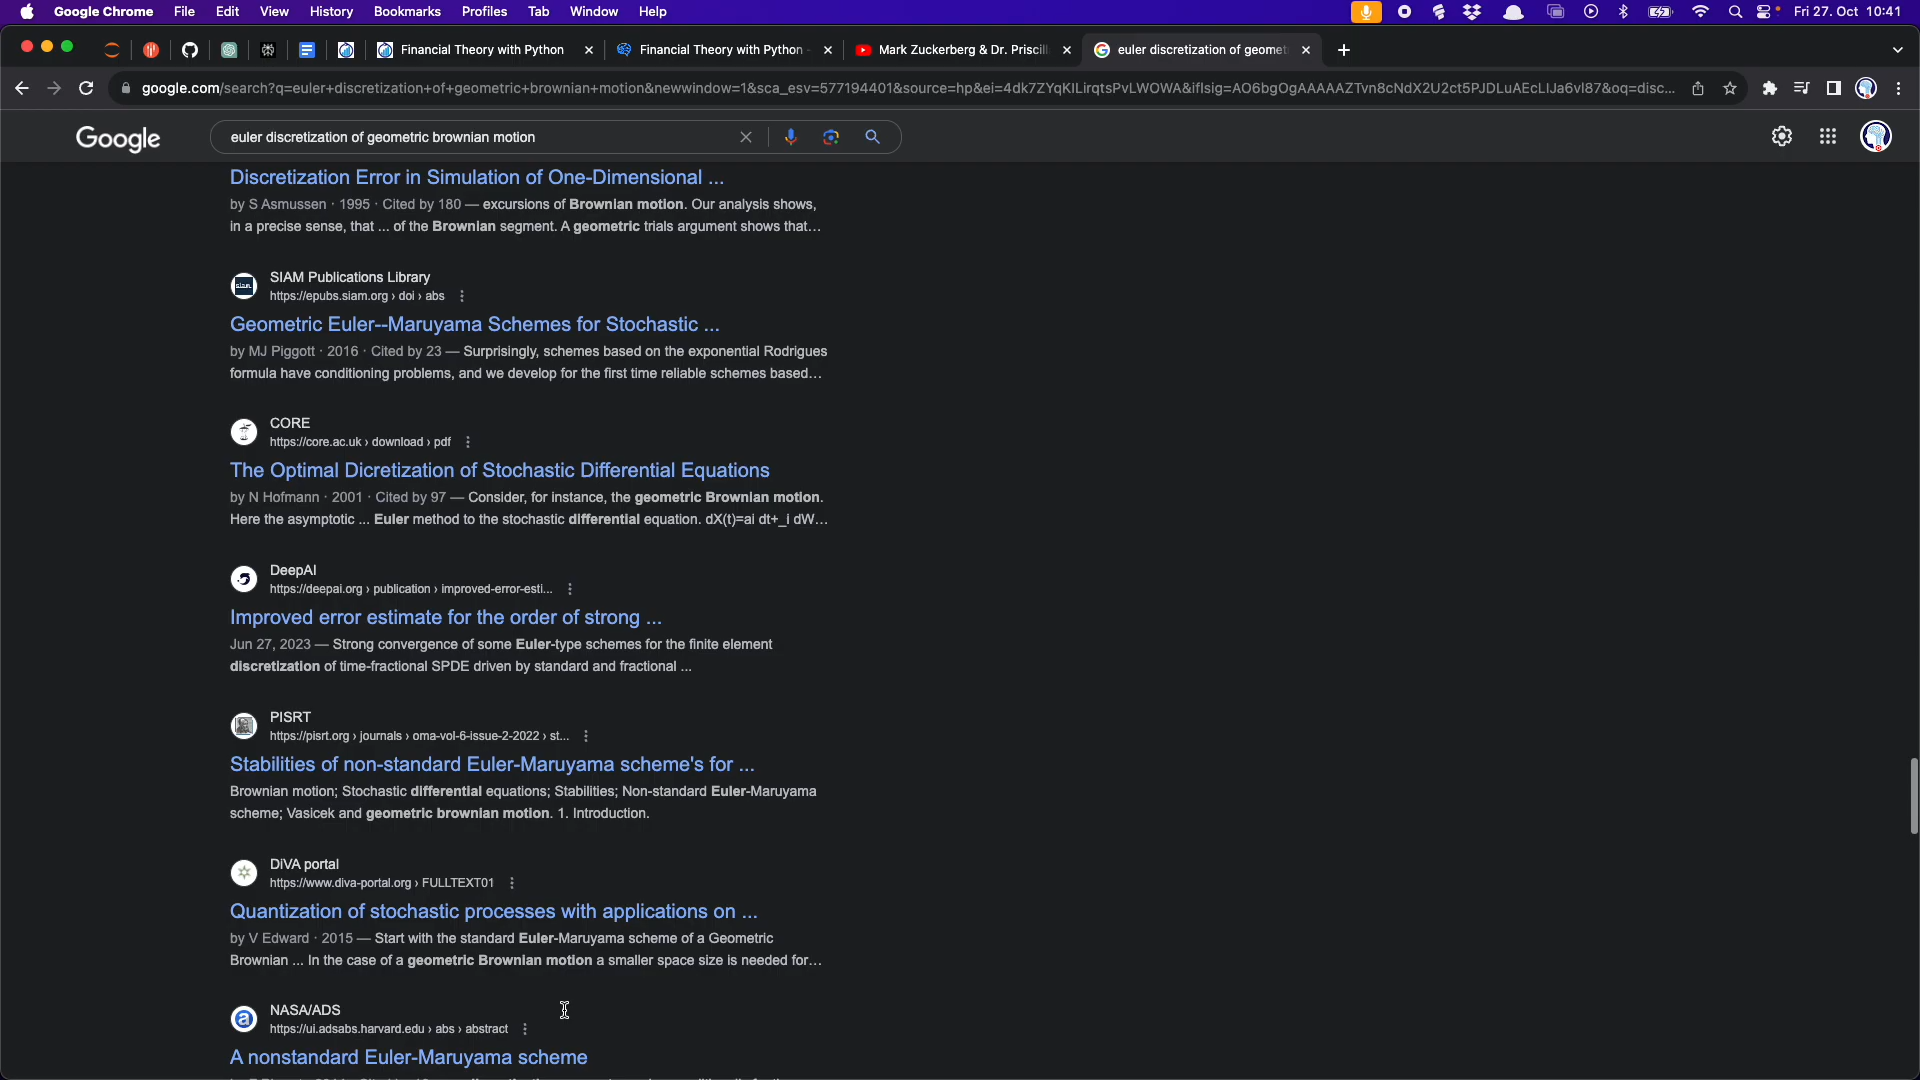 Google Chrome File Edit View History Bookmarks Profiles Tab Window Help Fri 27. Oct 10:41
Financial Theory with Python Financial Theory with Python - Mark Zuckerberg & Dr. Priscill euler discretization of geomet
google.com/search?q=euler+discretization+of+geometric+brownian+motion&newwindow=1&sca_esv=577194401&source=hp&ei=4dk7ZYqKILirqtsPvLWOWA&iflsig=AO6bgOgAAAAAZTvn8cNdX2U2ct5PJDLuAEcLIJa6vl87&oq=disc...
Google euler discretization of geometric brownian motion
Discretization Error in Simulation of One-Dimensional ...
by S Asmussen · 1995 · Cited by 180 — excursions of Brownian motion. Our analysis shows,
in a precise sense, that ... of the Brownian segment. A geometric trials argument shows that...
SIAM Publications Library
https://epubs.siam.org › doi › abs
Geometric Euler--Maruyama Schemes for Stochastic ...
by MJ Piggott · 2016 · Cited by 23 — Surprisingly, schemes based on the exponential Rodrigues
formula have conditioning problems, and we develop for the first time reliable schemes based...
CORE
https://core.ac.uk › download › pdf
The Optimal Dicretization of Stochastic Differential Equations
by N Hofmann · 2001 · Cited by 97 — Consider, for instance, the geometric Brownian motion.
Here the asymptotic ... Euler method to the stochastic differential equation. dX(t)=ai dt+_i dW...
DeepAI
https://deepai.org › publication › improved-error-esti...
Improved error estimate for the order of strong ...
Jun 27, 2023 — Strong convergence of some Euler-type schemes for the finite element
discretization of time-fractional SPDE driven by standard and fractional ...
PISRT
https://pisrt.org › journals › oma-vol-6-issue-2-2022 › st...
Stabilities of non-standard Euler-Maruyama scheme's for ...
Brownian motion; Stochastic differential equations; Stabilities; Non-standard Euler-Maruyama
scheme; Vasicek and geometric brownian motion. 1. Introduction.
DiVA portal
https://www.diva-portal.org › FULLTEXT01
Quantization of stochastic processes with applications on ...
by V Edward · 2015 — Start with the standard Euler-Maruyama scheme of a Geometric
Brownian ... In the case of a geometric Brownian motion a smaller space size is needed for...
NASA/ADS
https://ui.adsabs.harvard.edu › abs › abstract
A nonstandard Euler-Maruyama scheme